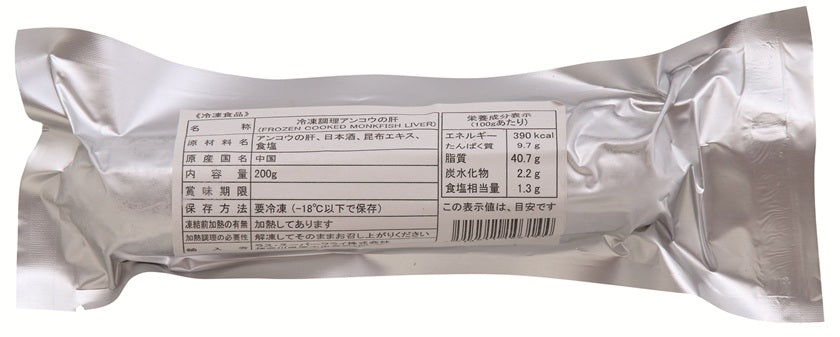 《冷凍食品》
名 称 冷凍調理アンコウの肝
(FROZEN COOKED MONKFISH LIVER)
原 材 料 名 アンコウの肝、日本酒、昆布エキス、
食塩
原 産 国 名 中国
内 容 量 200g
賞 味 期 限
保 存 方 法 要冷凍 (-18℃以下で保存)
凍結前加熱の有無 加熱してあります
加熱調理の必要性 解凍してそのままお召し上がりください
輸 入 者
栄養成分表示
(100gあたり)
エネルギー 390 kcal
たんぱく質 9.7 g
脂質 40.7 g
炭水化物 2.2 g
食塩相当量 1.3 g
この表示値は、目安です